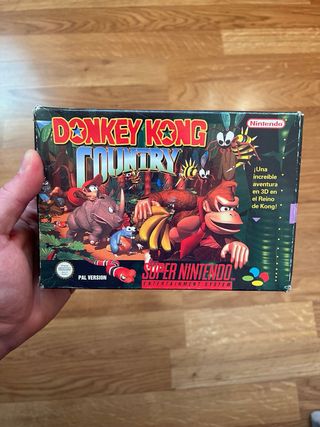 DONKEY KONG
COUNTRY
Nintendo
¡Una
increíble
aventura
en 3D en
el Reino
de Kong!
PAL VERSION
SUPER NINTENDO
ENTERTAINMENT SYSTEM